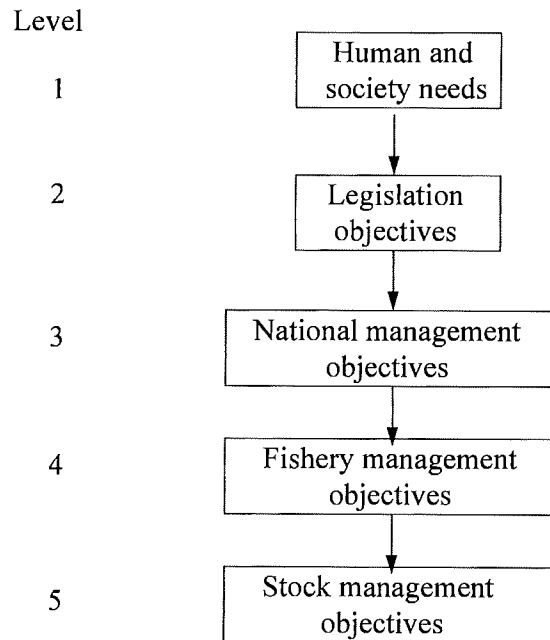 Level
1
Human and
society needs
2
Legislation
objectives
3
National management
objectives
4
Fishery management
objectives
5
Stock management
objectives